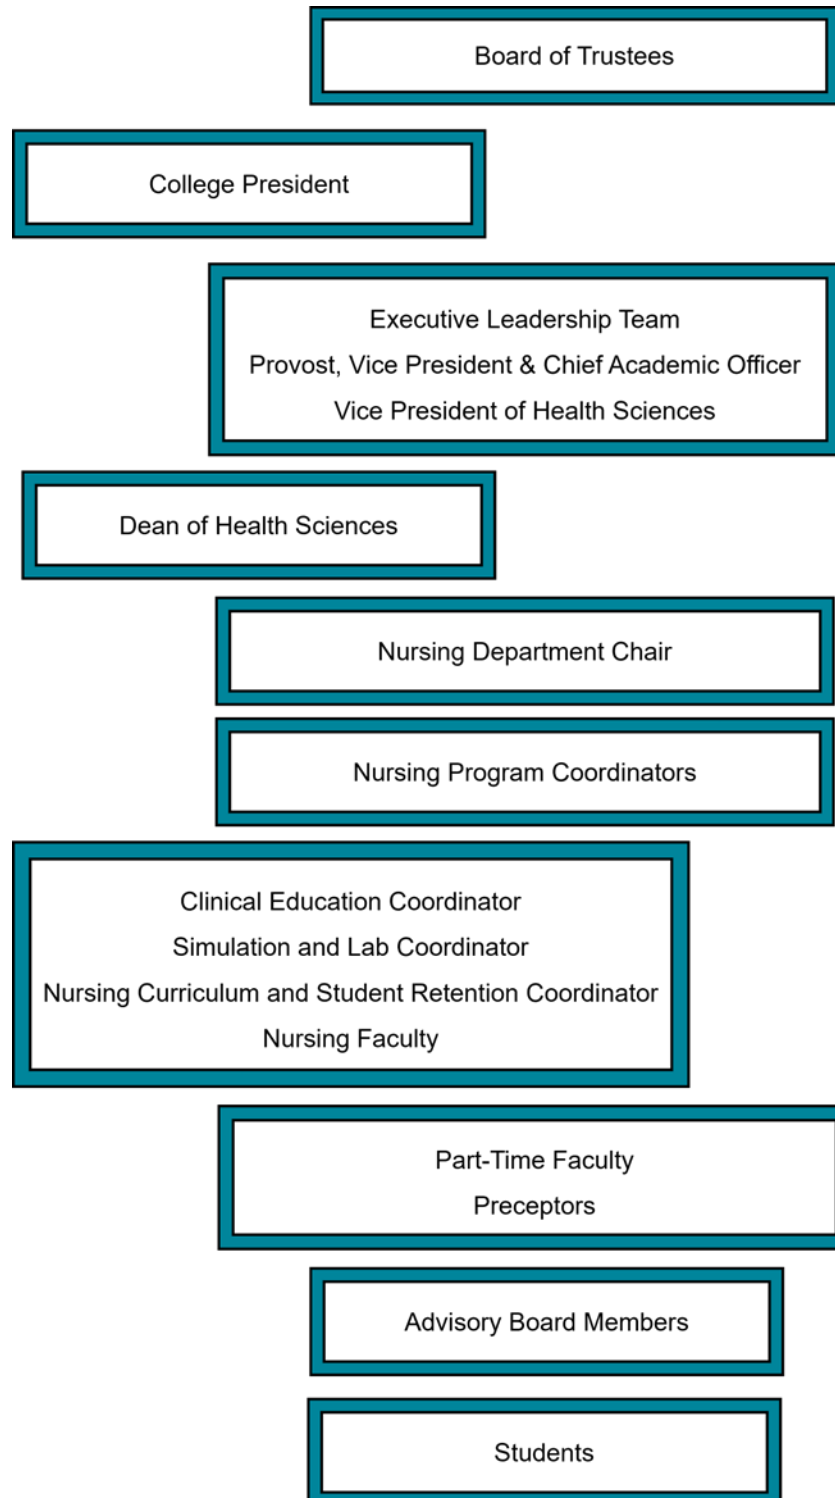 Board of Trustees
College President
Executive Leadership Team
Provost, Vice President & Chief Academic Officer
Vice President of Health Sciences
Dean of Health Sciences
Nursing Department Chair
Nursing Program Coordinators
Clinical Education Coordinator
Simulation and Lab Coordinator
Nursing Curriculum and Student Retention Coordinator
Nursing Faculty
Part-Time Faculty
Preceptors
Advisory Board Members
Students